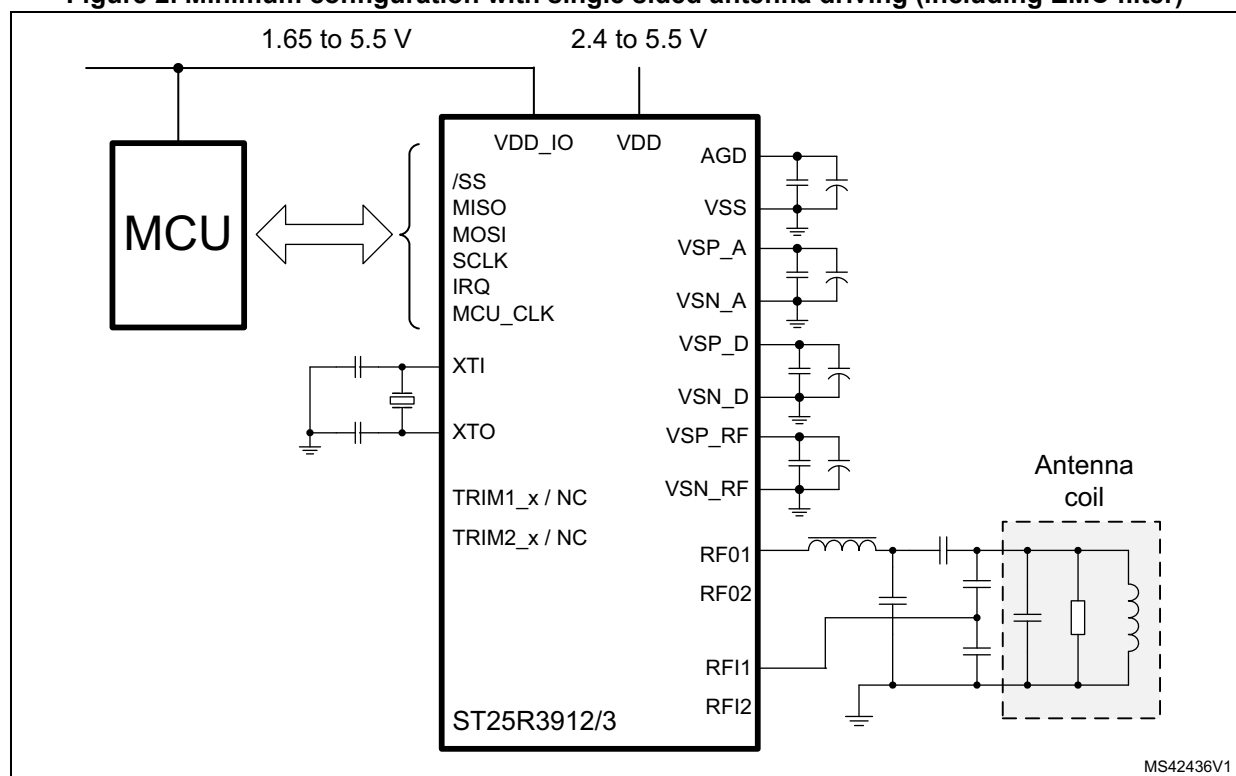 Figure 2. Minimum configuration with single sided antenna driving (including EMC filter)
1.65 to 5.5 V
2.4 to 5.5 V
MCU
VDD_IO
VDD
/SS
MISO
MOSI
SCLK
IRQ
MCU_CLK
XTI
XTO
TRIM1_x / NC
TRIM2_x / NC
AGD
VSS
VSP_A
VSN_A
VSP_D
VSN_D
VSP_RF
VSN_RF
RF01
RF02
RFI1
RFI2
ST25R3912/3
Antenna
coil
MS42436V1